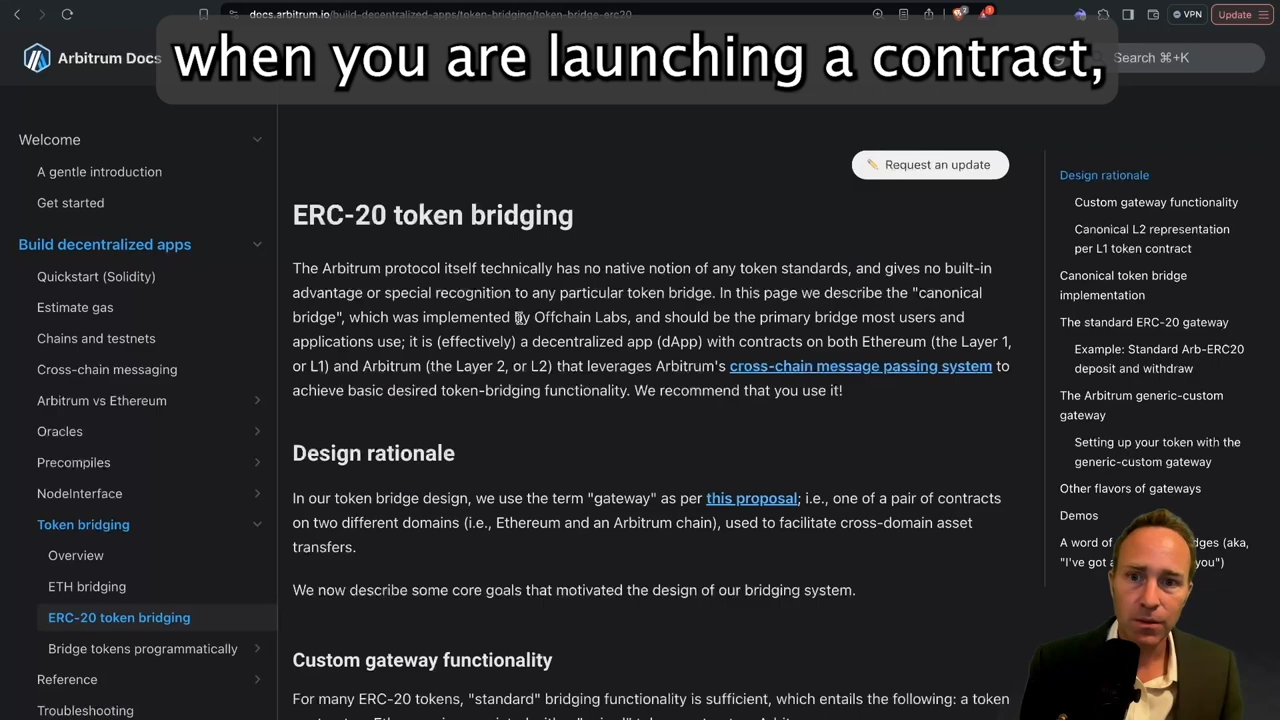 docs.arbitrum.io/build-decentralized-apps/token-bridging/token-bridge-erc20
2
1
VPN
Update
when you are launching a contract,
Arbitrum Docs
Search ⌘+K
Welcome
A gentle introduction
Get started
Build decentralized apps
Quickstart (Solidity)
Estimate gas
Chains and testnets
Cross-chain messaging
Arbitrum vs Ethereum
Oracles
Precompiles
NodeInterface
Token bridging
Overview
ETH bridging
ERC-20 token bridging
Bridge tokens programmatically
Reference
Troubleshooting
Request an update
ERC-20 token bridging
The Arbitrum protocol itself technically has no native notion of any token standards, and gives no built-in
advantage or special recognition to any particular token bridge. In this page we describe the "canonical
bridge", which was implemented by Offchain Labs, and should be the primary bridge most users and
applications use; it is (effectively) a decentralized app (dApp) with contracts on both Ethereum (the Layer 1,
or L1) and Arbitrum (the Layer 2, or L2) that leverages Arbitrum's cross-chain message passing system to
achieve basic desired token-bridging functionality. We recommend that you use it!
Design rationale
In our token bridge design, we use the term "gateway" as per this proposal; i.e., one of a pair of contracts
on two different domains (i.e., Ethereum and an Arbitrum chain), used to facilitate cross-domain asset
transfers.
We now describe some core goals that motivated the design of our bridging system.
Custom gateway functionality
For many ERC-20 tokens, "standard" bridging functionality is sufficient, which entails the following: a token
Design rationale
Custom gateway functionality
Canonical L2 representation
per L1 token contract
Canonical token bridge
implementation
The standard ERC-20 gateway
Example: Standard Arb-ERC20
deposit and withdraw
The Arbitrum generic-custom
gateway
Setting up your token with the
generic-custom gateway
Other flavors of gateways
Demos
A word of dges (aka,
"I've got a you")